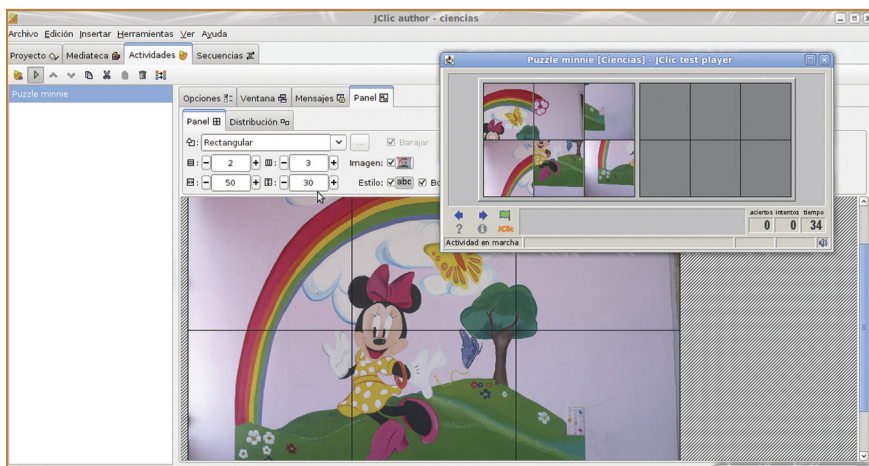 JClic author - ciencias
Archivo Edición Insertar Herramientas Ver Ayuda
Proyecto Mediateca Actividades Secuencias
Puzzle minnie
Opciones Ventana Mensajes Panel
Panel Distribución
Rectangular ... Barajar
2 3 Imagen:
50 30 Estilo: abc
Puzzle minnie [Ciencias] - JClic test player
aciertos intentos tiempo
? JClic 0 0 34
Actividad en marcha